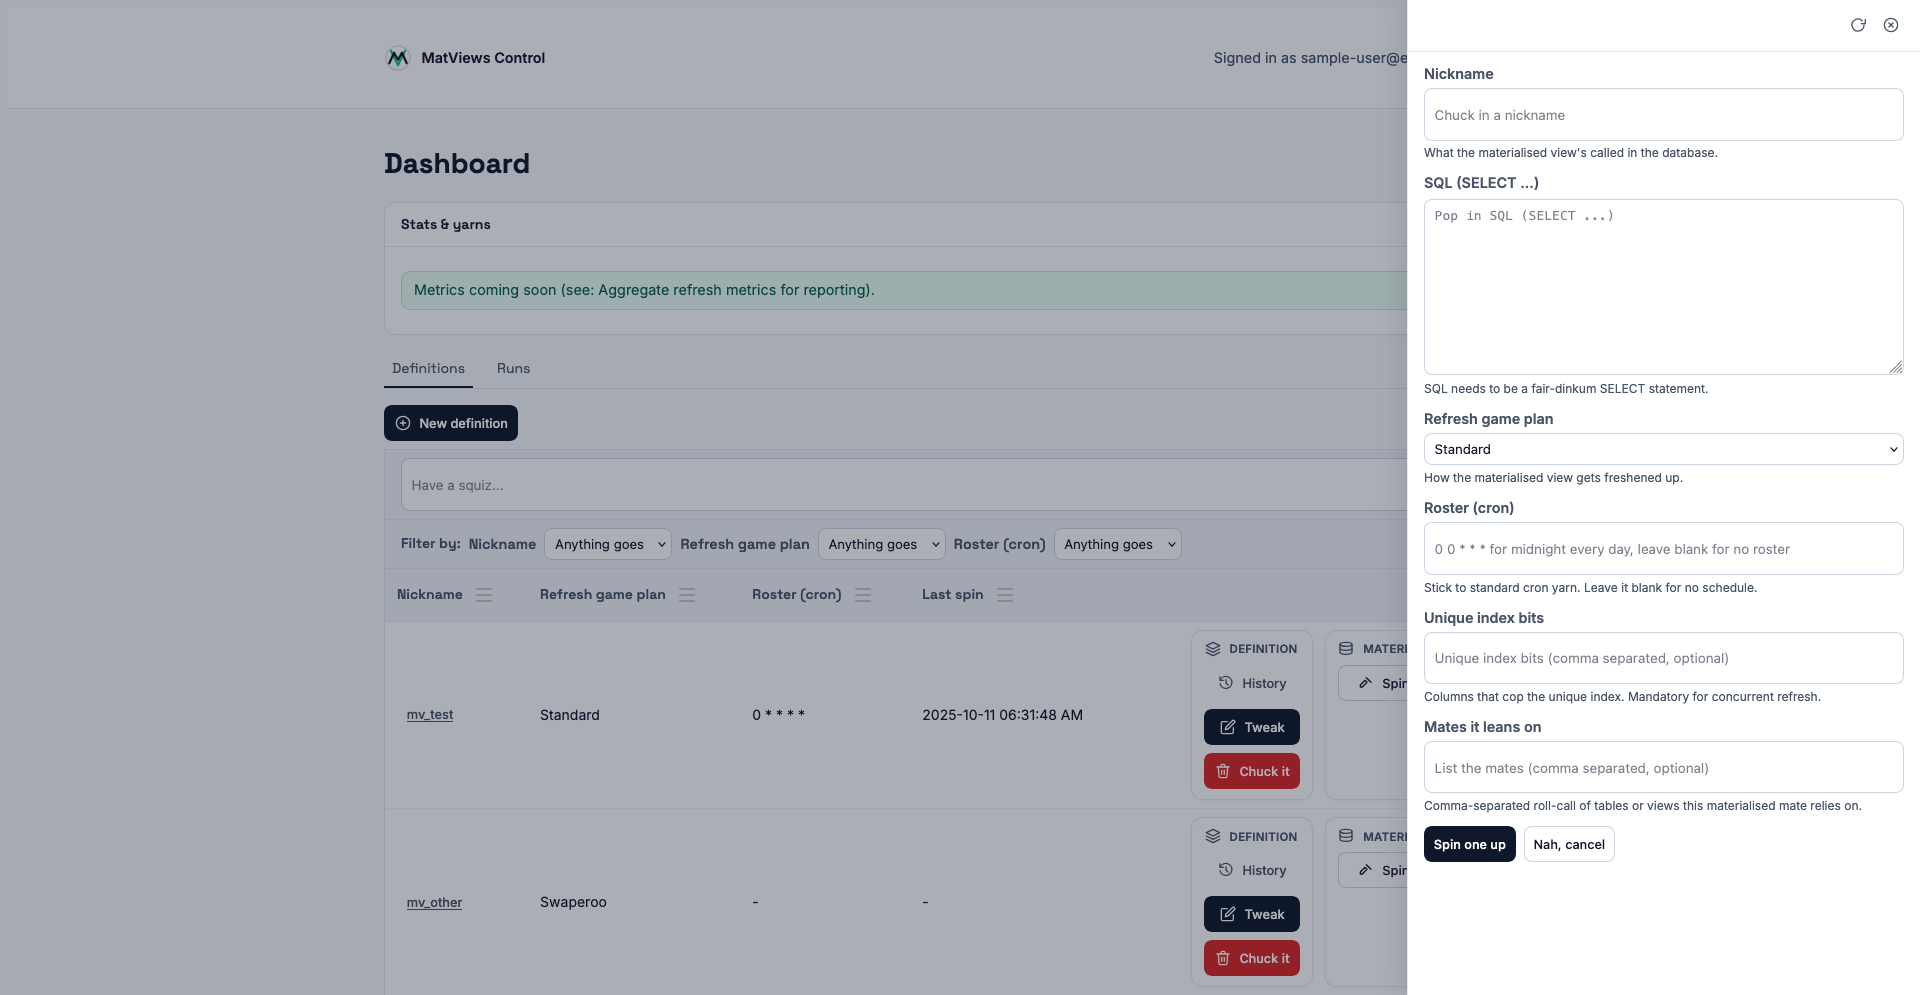 MatViews Control
Signed in as sample-user@e
Dashboard
Stats & yarns
Metrics coming soon (see: Aggregate refresh metrics for reporting).
Definitions Runs
New definition
Have a squiz...
Filter by: Nickname Anything goes Refresh game plan Anything goes Roster (cron) Anything goes
Nickname Refresh game plan Roster (cron) Last spin
mv_test Standard 0 * * * * 2025-10-11 06:31:48 AM
DEFINITION
History
Tweak
Chuck it
MATER
Spin
mv_other Swaperoo - -
DEFINITION
History
Tweak
Chuck it
MATER
Spin
Nickname
Chuck in a nickname
What the materialised view's called in the database.
SQL (SELECT ...)
Pop in SQL (SELECT ...)
SQL needs to be a fair-dinkum SELECT statement.
Refresh game plan
Standard
How the materialised view gets freshened up.
Roster (cron)
0 0 * * * for midnight every day, leave blank for no roster
Stick to standard cron yarn. Leave it blank for no schedule.
Unique index bits
Unique index bits (comma separated, optional)
Columns that cop the unique index. Mandatory for concurrent refresh.
Mates it leans on
List the mates (comma separated, optional)
Comma-separated roll-call of tables or views this materialised mate relies on.
Spin one up Nah, cancel